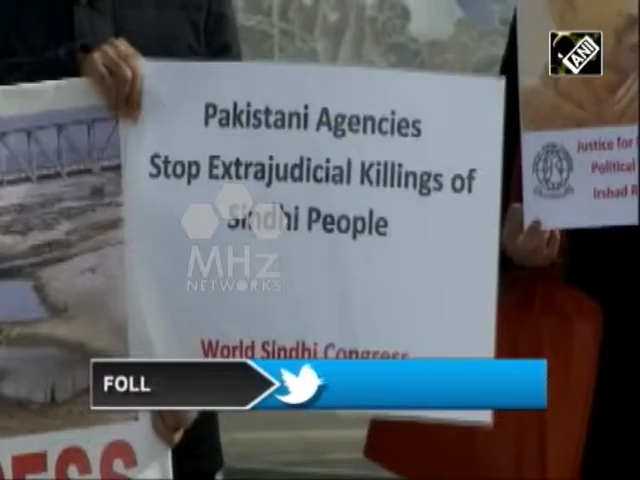 ANI
Pakistani Agencies
Stop Extrajudicial Killings of
Sindhi People
MHz
NETWORKS
World Sindhi Congress
Justice for
Political
Irshad
FOLL
ESS